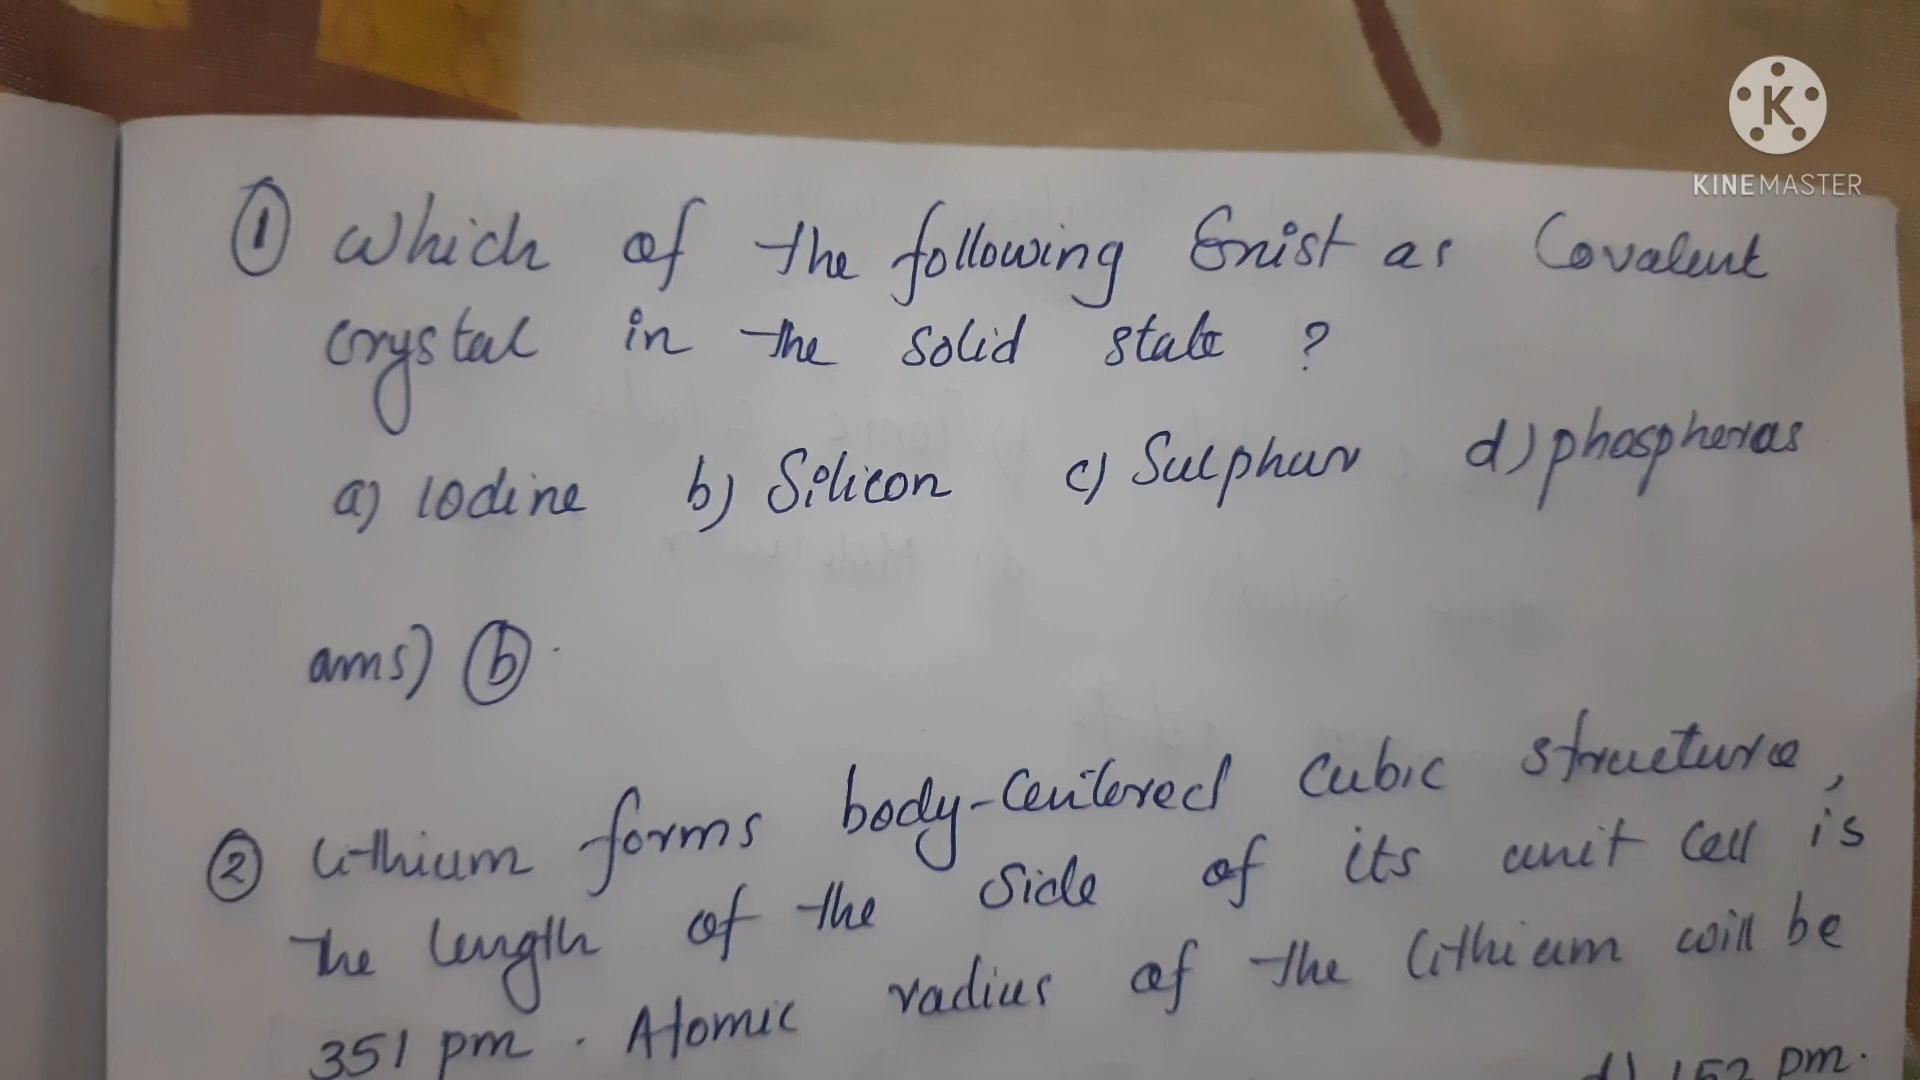 KINEMASTER
① Which of the following Exist as Covalent
crystal in the solid state ?
a) Iodine b) Silicon c) Sulphur d) phosphorus
ans) ⓑ.
② Lithium forms body-Centered cubic structure,
the length of the side of its unit cell is
351 pm. Atomic radius of the lithium will be
d) 152 pm.